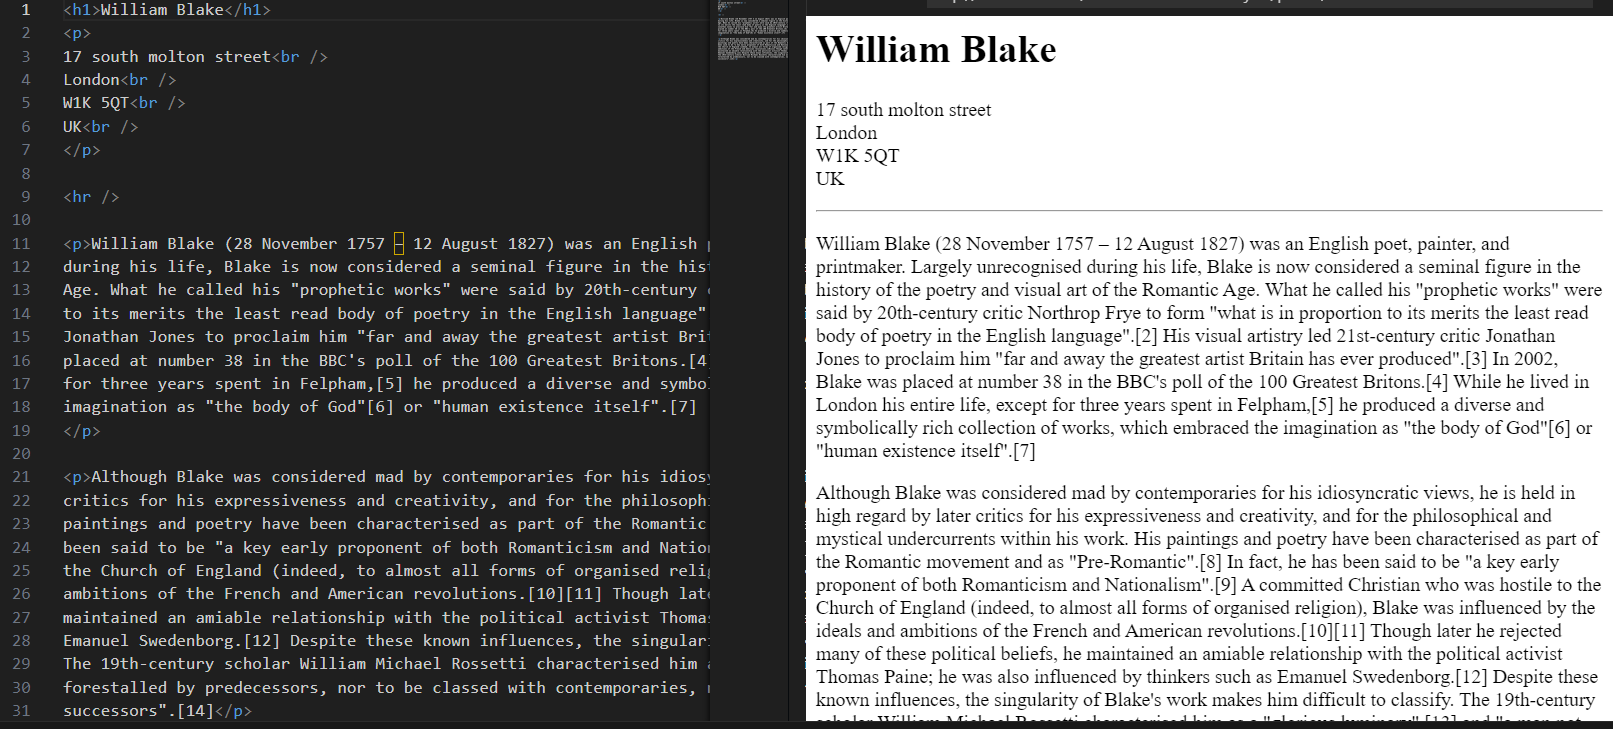 1 <h1>William Blake</h1>
2 <p>
3 17 south molton street<br />
4 London<br />
5 W1K 5QT<br />
6 UK<br />
7 </p>
8
9 <hr />
10
11 <p>William Blake (28 November 1757 – 12 August 1827) was an English
12 during his life, Blake is now considered a seminal figure in the
13 Age. What he called his "prophetic works" were said by 20th-century
14 to its merits the least read body of poetry in the English language"
15 Jonathan Jones to proclaim him "far and away the greatest artist
16 placed at number 38 in the BBC's poll of the 100 Greatest Britons.[4
17 for three years spent in Felpham,[5] he produced a diverse and
18 imagination as "the body of God"[6] or "human existence itself".[7]
19 </p>
20
21 <p>Although Blake was considered mad by contemporaries for his
22 critics for his expressiveness and creativity, and for the
23 paintings and poetry have been characterised as part of the Romantic
24 been said to be "a key early proponent of both Romanticism and
25 the Church of England (indeed, to almost all forms of organised
26 ambitions of the French and American revolutions.[10][11] Though
27 maintained an amiable relationship with the political activist
28 Emanuel Swedenborg.[12] Despite these known influences, the
29 The 19th-century scholar William Michael Rossetti characterised him
30 forestalled by predecessors, nor to be classed with contemporaries,
31 successors".[14]</p>
William Blake
17 south molton street
London
W1K 5QT
UK
William Blake (28 November 1757 – 12 August 1827) was an English poet, painter, and
printmaker. Largely unrecognised during his life, Blake is now considered a seminal figure in the
history of the poetry and visual art of the Romantic Age. What he called his "prophetic works" were
said by 20th-century critic Northrop Frye to form "what is in proportion to its merits the least read
body of poetry in the English language".[2] His visual artistry led 21st-century critic Jonathan
Jones to proclaim him "far and away the greatest artist Britain has ever produced".[3] In 2002,
Blake was placed at number 38 in the BBC's poll of the 100 Greatest Britons.[4] While he lived in
London his entire life, except for three years spent in Felpham,[5] he produced a diverse and
symbolically rich collection of works, which embraced the imagination as "the body of God"[6] or
"human existence itself".[7]
Although Blake was considered mad by contemporaries for his idiosyncratic views, he is held in
high regard by later critics for his expressiveness and creativity, and for the philosophical and
mystical undercurrents within his work. His paintings and poetry have been characterised as part of
the Romantic movement and as "Pre-Romantic".[8] In fact, he has been said to be "a key early
proponent of both Romanticism and Nationalism".[9] A committed Christian who was hostile to the
Church of England (indeed, to almost all forms of organised religion), Blake was influenced by the
ideals and ambitions of the French and American revolutions.[10][11] Though later he rejected
many of these political beliefs, he maintained an amiable relationship with the political activist
Thomas Paine; he was also influenced by thinkers such as Emanuel Swedenborg.[12] Despite these
known influences, the singularity of Blake's work makes him difficult to classify. The 19th-century
scholar William Michael Rossetti characterised him as a "glorious luminary",[13] and "a man not